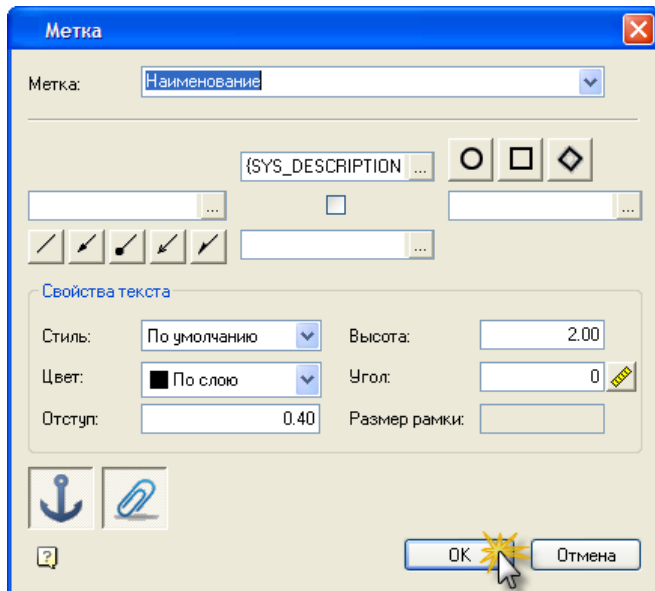 Метка
Метка: Наименование
{SYS_DESCRIPTION ...
... ...
...
Свойства текста
Стиль: По умолчанию Высота: 2.00
Цвет: По слою Угол: 0
Отступ: 0.40 Размер рамки:
? OK Отмена